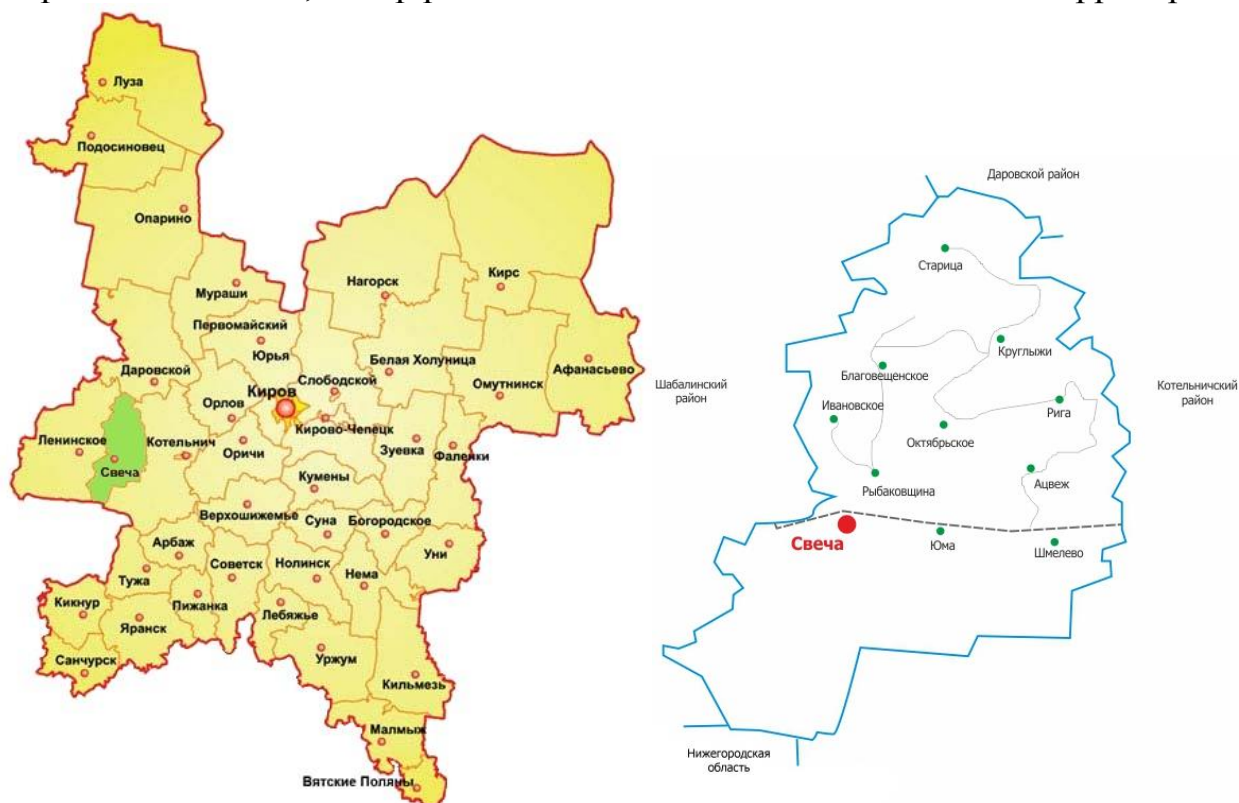 Луза
Подосиновец
Опарино
Мураши
Нагорск
Кирс
Первомайский
Юрья
Белая Холуница
Афанасьево
Даровской
Слободской
Омутнинск
Киров
Орлов
Кирово-Чепецк
Ленинское
Котельнич
Оричи
Зуевка
Фаленки
Свеча
Кумены
Верхошижемье
Суна
Богородское
Арбаж
Уни
Советск
Нолинск
Нема
Тужа
Кикнур
Пижанка
Лебяжье
Яранск
Уржум
Санчурск
Кильмезь
Малмыж
Вятские Поляны
Даровской район
Старица
Круглыжи
Благовещенское
Шабалинский
район
Котельничский
район
Ивановское
Рига
Октябрьское
Ацвеж
Рыбаковщина
Свеча
Юма
Шмелево
Нижегородская
область